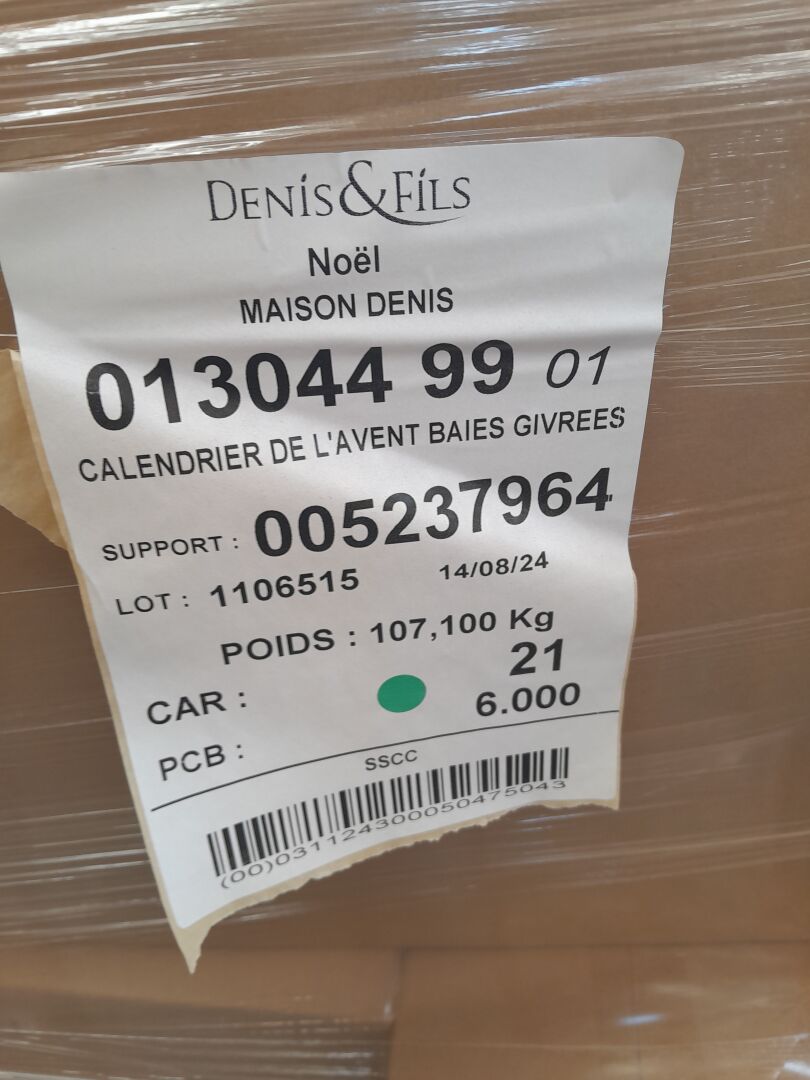 DENIS & FILS
Noël
MAISON DENIS
013044 99 01
CALENDRIER DE L'AVENT BAIES GIVREES
SUPPORT : 005237964
LOT : 1106515 14/08/24
POIDS : 107,100 Kg
CAR : 21
PCB : 6.000
SSCC
(00)031124300050475043